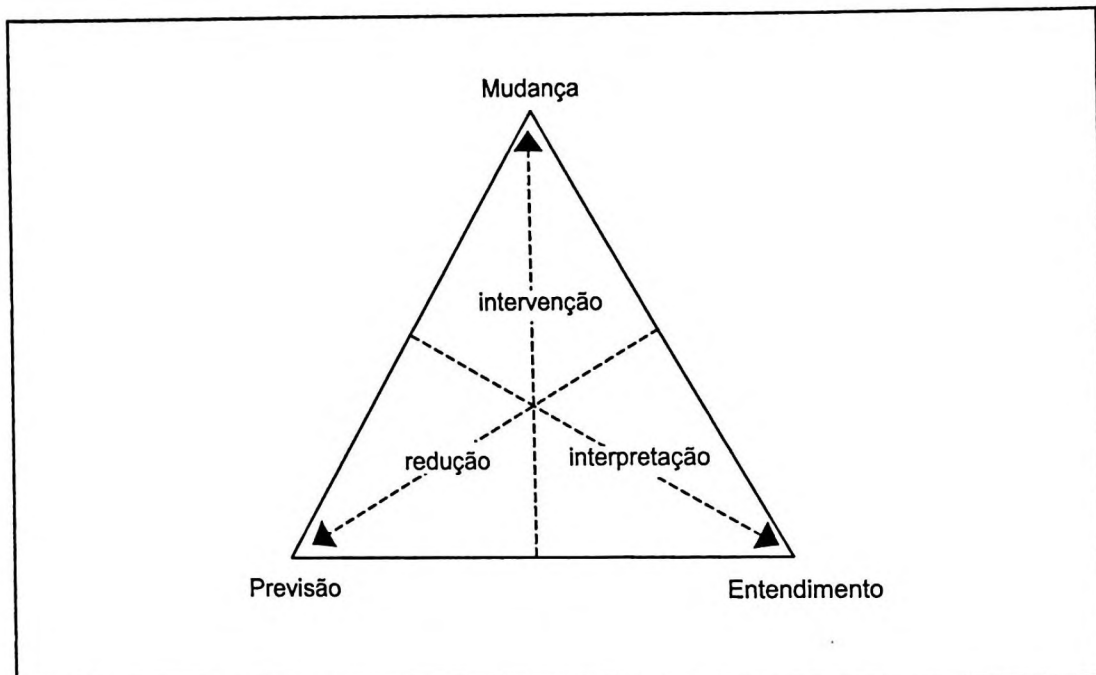 Mudança
intervenção
redução
interpretação
Previsão
Entendimento